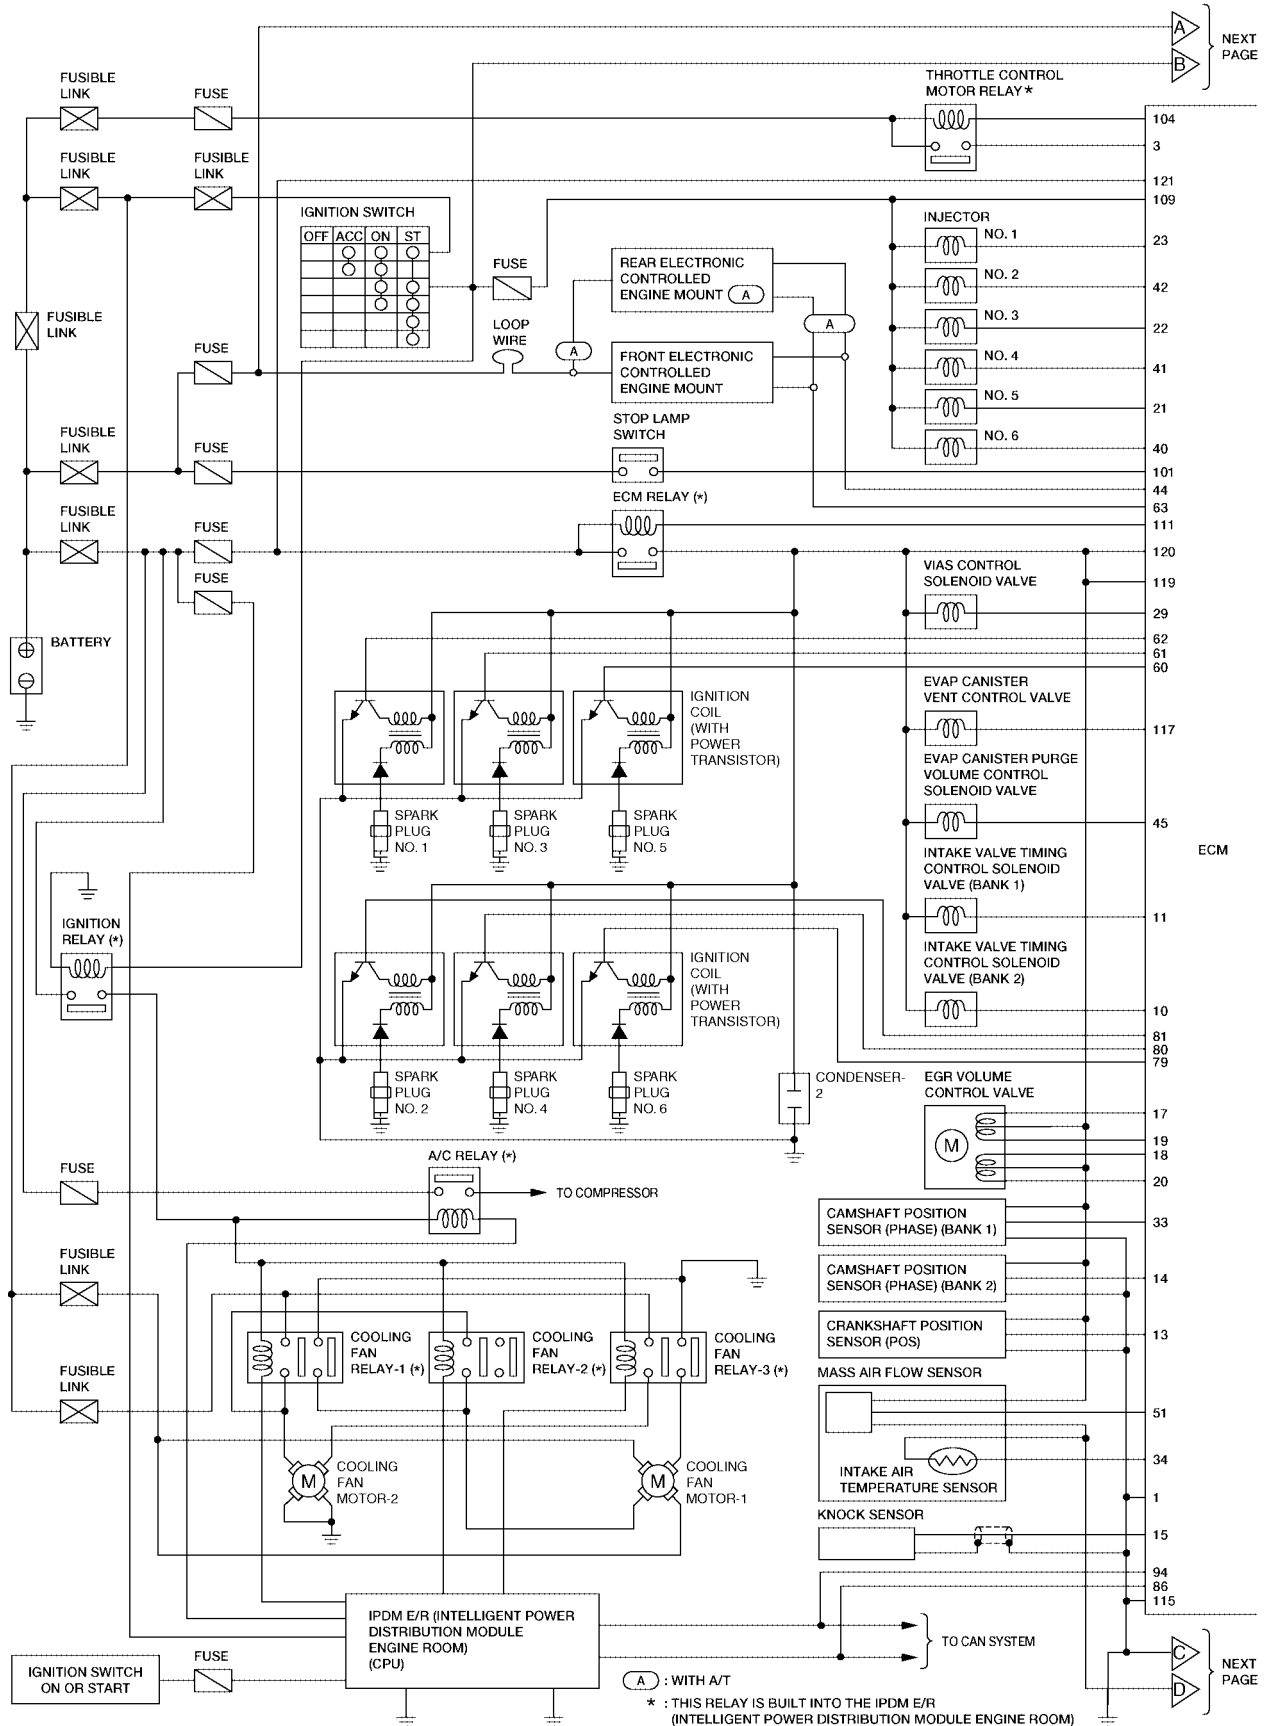 A
B
NEXT
PAGE
FUSIBLE
LINK
FUSE
THROTTLE CONTROL
MOTOR RELAY *
104
3
FUSIBLE
LINK
FUSIBLE
LINK
121
109
IGNITION SWITCH
OFF ACC ON ST
INJECTOR
NO. 1
23
NO. 2
42
NO. 3
22
NO. 4
41
NO. 5
21
NO. 6
40
FUSE
REAR ELECTRONIC
CONTROLLED
ENGINE MOUNT A
A
LOOP
WIRE
A
FUSIBLE
LINK
FUSE
FRONT ELECTRONIC
CONTROLLED
ENGINE MOUNT
STOP LAMP
SWITCH
FUSIBLE
LINK
FUSE
101
44
63
ECM RELAY (*)
111
FUSIBLE
LINK
FUSE
120
FUSE
VIAS CONTROL
SOLENOID VALVE
119
29
BATTERY
62
61
60
IGNITION
COIL
(WITH
POWER
TRANSISTOR)
EVAP CANISTER
VENT CONTROL VALVE
117
EVAP CANISTER PURGE
VOLUME CONTROL
SOLENOID VALVE
45
SPARK
PLUG
NO. 1
SPARK
PLUG
NO. 3
SPARK
PLUG
NO. 5
ECM
INTAKE VALVE TIMING
CONTROL SOLENOID
VALVE (BANK 1)
11
IGNITION
RELAY (*)
INTAKE VALVE TIMING
CONTROL SOLENOID
VALVE (BANK 2)
10
IGNITION
COIL
(WITH
POWER
TRANSISTOR)
81
80
79
SPARK
PLUG
NO. 2
SPARK
PLUG
NO. 4
SPARK
PLUG
NO. 6
CONDENSER-
2
EGR VOLUME
CONTROL VALVE
M
17
19
18
20
A/C RELAY (*)
TO COMPRESSOR
FUSE
CAMSHAFT POSITION
SENSOR (PHASE) (BANK 1)
33
FUSIBLE
LINK
CAMSHAFT POSITION
SENSOR (PHASE) (BANK 2)
14
CRANKSHAFT POSITION
SENSOR (POS)
13
COOLING
FAN
RELAY-1 (*)
COOLING
FAN
RELAY-2 (*)
COOLING
FAN
RELAY-3 (*)
FUSIBLE
LINK
MASS AIR FLOW SENSOR
51
34
INTAKE AIR
TEMPERATURE SENSOR
1
M
COOLING
FAN
MOTOR-2
M
COOLING
FAN
MOTOR-1
KNOCK SENSOR
15
94
86
115
IPDM E/R (INTELLIGENT POWER
DISTRIBUTION MODULE
ENGINE ROOM)
(CPU)
TO CAN SYSTEM
C
D
NEXT
PAGE
IGNITION SWITCH
ON OR START
FUSE
A : WITH A/T
* : THIS RELAY IS BUILT INTO THE IPDM E/R
(INTELLIGENT POWER DISTRIBUTION MODULE ENGINE ROOM)